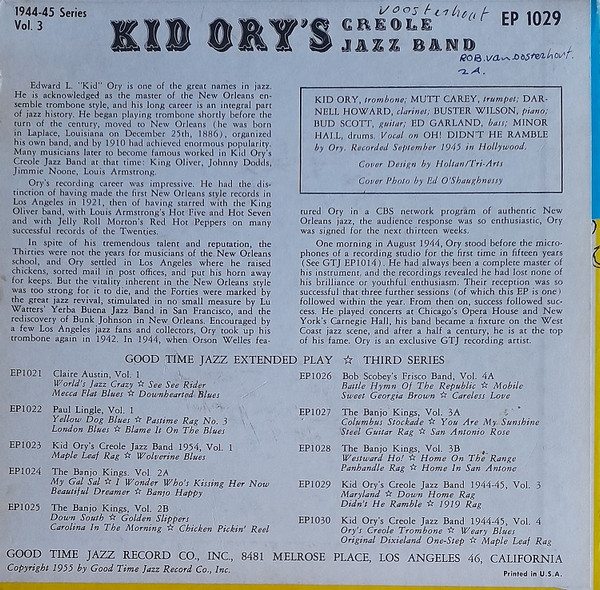 1944-45 Series
Vol. 3
KID ORY'S CREOLE JAZZ BAND
EP 1029
Voosterhout
ROB. van Oosterhout.
2A.
Edward L. "Kid" Ory is one of the great names in jazz.
He is acknowledged as the master of the New Orleans en-
semble trombone style, and his long career is an integral part
of jazz history. He began playing trombone shortly before the
turn of the century, moved to New Orleans (he was born
in Laplace, Louisiana on December 25th, 1886), organized
his own band, and by 1910 had achieved enormous popularity.
Many musicians later to become famous worked in Kid Ory's
Creole Jazz Band at that time: King Oliver, Johnny Dodds,
Jimmie Noone, Louis Armstrong.
Ory's recording career was impressive. He had the dis-
tinction of having made the first New Orleans style records in
Los Angeles in 1921, then of having starred with the King
Oliver band, with Louis Armstrong's Hot Five and Hot Seven
and with Jelly Roll Morton's Red Hot Peppers on many
successful records of the Twenties.
In spite of his tremendous talent and reputation, the
Thirties were not the years for musicians of the New Orleans
school, and Ory settled in Los Angeles where he raised
chickens, sorted mail in post offices, and put his horn away
for keeps. But the vitality inherent in the New Orleans style
was too strong for it to die, and the Forties were marked by
the great jazz revival, stimulated in no small measure by Lu
Watters' Yerba Buena Jazz Band in San Francisco, and the
rediscovery of Bunk Johnson in New Orleans. Encouraged by
a few Los Angeles jazz fans and collectors, Ory took up his
trombone again in 1942. In 1944, when Orson Welles fea-
KID ORY, trombone; MUTT CAREY, trumpet; DAR-
NELL HOWARD, clarinet; BUSTER WILSON, piano;
BUD SCOTT, guitar; ED GARLAND, bass; MINOR
HALL, drums. Vocal on OH! DIDN'T HE RAMBLE
by Ory. Recorded September 1945 in Hollywood.
Cover Design by Holtan/Tri-Arts
Cover Photo by Ed O'Shaughnessy
tured Ory in a CBS network program of authentic New
Orleans jazz, the audience response was so enthusiastic, Ory
was signed for the next thirteen weeks.
One morning in August 1944, Ory stood before the micro-
phones of a recording studio for the first time in fifteen years
(See GTJ EP1014). He had always been a complete master of
his instrument, and the recordings revealed he had lost none of
his brilliance or youthful enthusiasm. Their reception was so
successful that three further sessions (of which this EP is one)
followed within the year. From then on, success followed suc-
cess. He played concerts at Chicago's Opera House and New
York's Carnegie Hall, his band became a fixture on the West
Coast jazz scene, and after a half a century, he is at the top
of his fame. Ory is an exclusive GTJ recording artist.
GOOD TIME JAZZ EXTENDED PLAY ☆ THIRD SERIES
EP1021 Claire Austin, Vol. 1
World's Jazz Crazy ☆ See See Rider
Mecca Flat Blues ☆ Downhearted Blues
EP1022 Paul Lingle, Vol. 1
Yellow Dog Blues ☆ Pastime Rag No. 3
London Blues ☆ Blame It On The Blues
EP1023 Kid Ory's Creole Jazz Band 1954, Vol. 1
Maple Leaf Rag ☆ Wolverine Blues
EP1024 The Banjo Kings, Vol. 2A
My Gal Sal ☆ I Wonder Who's Kissing Her Now
Beautiful Dreamer ☆ Banjo Happy
EP1025 The Banjo Kings, Vol. 2B
Down South ☆ Golden Slippers
Carolina In The Morning ☆ Chicken Pickin' Reel
EP1026 Bob Scobey's Frisco Band, Vol. 4A
Battle Hymn Of The Republic ☆ Mobile
Sweet Georgia Brown ☆ Careless Love
EP1027 The Banjo Kings, Vol. 3A
Columbus Stockade ☆ You Are My Sunshine
Steel Guitar Rag ☆ San Antonio Rose
EP1028 The Banjo Kings, Vol. 3B
Westward Ho! ☆ Home On The Range
Panhandle Rag ☆ Home In San Antone
EP1029 Kid Ory's Creole Jazz Band 1944-45, Vol. 3
Maryland ☆ Down Home Rag
Didn't He Ramble ☆ 1919 Rag
EP1030 Kid Ory's Creole Jazz Band 1944-45, Vol. 4
Ory's Creole Trombone ☆ Weary Blues
Original Dixieland One-Step ☆ Maple Leaf Rag
GOOD TIME JAZZ RECORD CO., INC., 8481 MELROSE PLACE, LOS ANGELES 46, CALIFORNIA
Copyright 1955 by Good Time Jazz Record Co., Inc.
Printed in U.S.A.